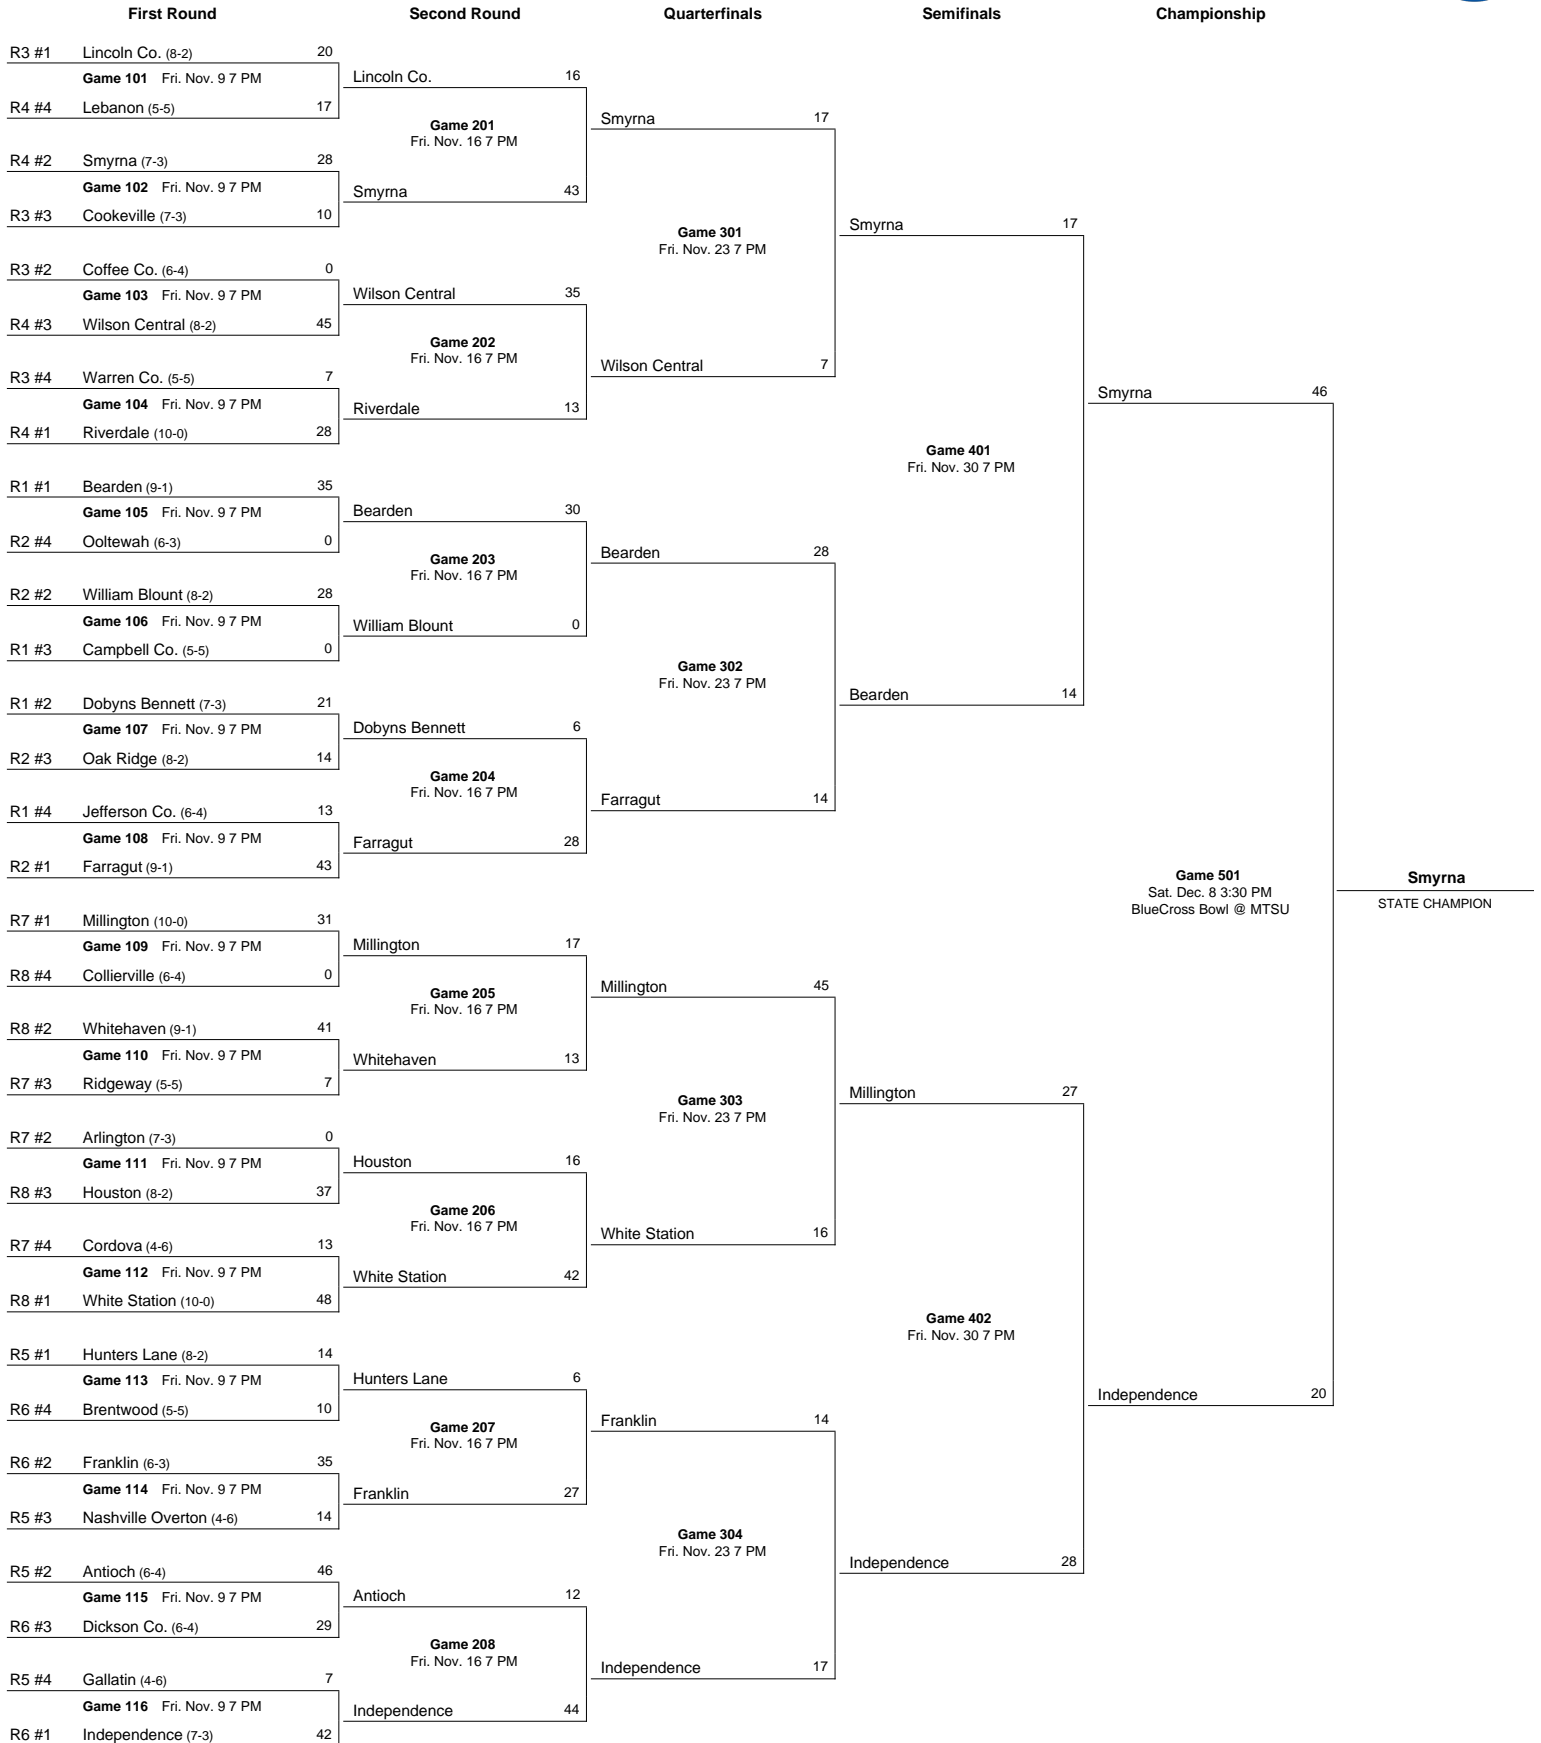 First Round Second Round Quarterfinals Semifinals Championship
R3 #1 Lincoln Co. (8-2) 20
Game 101 Fri. Nov. 9 7 PM
R4 #4 Lebanon (5-5) 17
R4 #2 Smyrna (7-3) 28
Game 102 Fri. Nov. 9 7 PM
R3 #3 Cookeville (7-3) 10
R3 #2 Coffee Co. (6-4) 0
Game 103 Fri. Nov. 9 7 PM
R4 #3 Wilson Central (8-2) 45
R3 #4 Warren Co. (5-5) 7
Game 104 Fri. Nov. 9 7 PM
R4 #1 Riverdale (10-0) 28
R1 #1 Bearden (9-1) 35
Game 105 Fri. Nov. 9 7 PM
R2 #4 Ooltewah (6-3) 0
R2 #2 William Blount (8-2) 28
Game 106 Fri. Nov. 9 7 PM
R1 #3 Campbell Co. (5-5) 0
R1 #2 Dobyns Bennett (7-3) 21
Game 107 Fri. Nov. 9 7 PM
R2 #3 Oak Ridge (8-2) 14
R1 #4 Jefferson Co. (6-4) 13
Game 108 Fri. Nov. 9 7 PM
R2 #1 Farragut (9-1) 43
R7 #1 Millington (10-0) 31
Game 109 Fri. Nov. 9 7 PM
R8 #4 Collierville (6-4) 0
R8 #2 Whitehaven (9-1) 41
Game 110 Fri. Nov. 9 7 PM
R7 #3 Ridgeway (5-5) 7
R7 #2 Arlington (7-3) 0
Game 111 Fri. Nov. 9 7 PM
R8 #3 Houston (8-2) 37
R7 #4 Cordova (4-6) 13
Game 112 Fri. Nov. 9 7 PM
R8 #1 White Station (10-0) 48
R5 #1 Hunters Lane (8-2) 14
Game 113 Fri. Nov. 9 7 PM
R6 #4 Brentwood (5-5) 10
R6 #2 Franklin (6-3) 35
Game 114 Fri. Nov. 9 7 PM
R5 #3 Nashville Overton (4-6) 14
R5 #2 Antioch (6-4) 46
Game 115 Fri. Nov. 9 7 PM
R6 #3 Dickson Co. (6-4) 29
R5 #4 Gallatin (4-6) 7
Game 116 Fri. Nov. 9 7 PM
R6 #1 Independence (7-3) 42
Lincoln Co. 16
Game 201
Fri. Nov. 16 7 PM
Smyrna 43
Wilson Central 35
Game 202
Fri. Nov. 16 7 PM
Riverdale 13
Bearden 30
Game 203
Fri. Nov. 16 7 PM
William Blount 0
Dobyns Bennett 6
Game 204
Fri. Nov. 16 7 PM
Farragut 28
Millington 17
Game 205
Fri. Nov. 16 7 PM
Whitehaven 13
Houston 16
Game 206
Fri. Nov. 16 7 PM
White Station 42
Hunters Lane 6
Game 207
Fri. Nov. 16 7 PM
Franklin 27
Antioch 12
Game 208
Fri. Nov. 16 7 PM
Independence 44
Smyrna 17
Game 301
Fri. Nov. 23 7 PM
Wilson Central 7
Bearden 28
Game 302
Fri. Nov. 23 7 PM
Farragut 14
Millington 45
Game 303
Fri. Nov. 23 7 PM
White Station 16
Franklin 14
Game 304
Fri. Nov. 23 7 PM
Independence 17
Smyrna 17
Game 401
Fri. Nov. 30 7 PM
Bearden 14
Millington 27
Game 402
Fri. Nov. 30 7 PM
Independence 28
Smyrna 46
Game 501
Sat. Dec. 8 3:30 PM
BlueCross Bowl @ MTSU
Independence 20
Smyrna
STATE CHAMPION